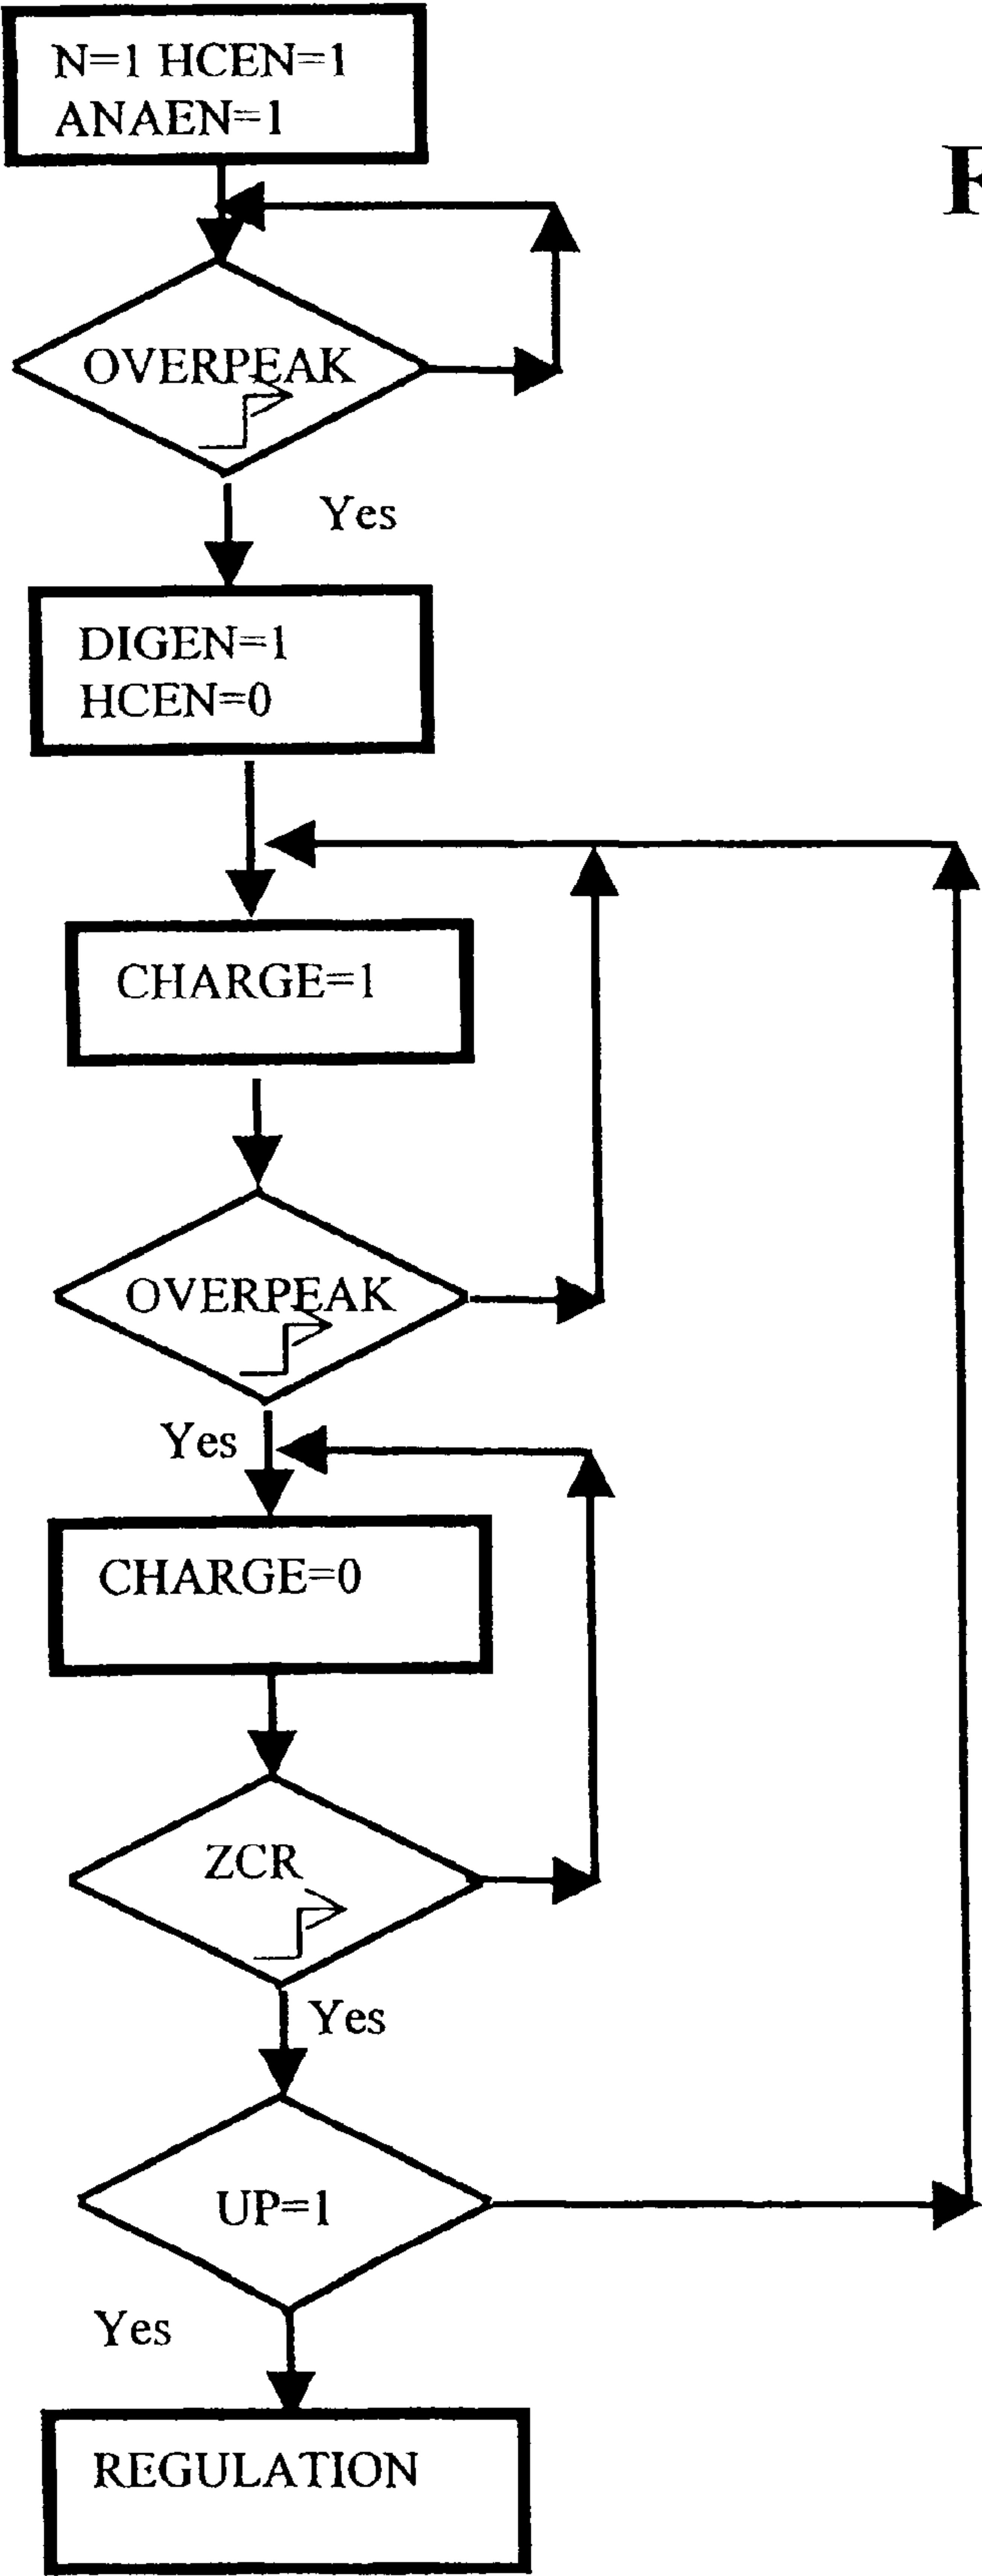 N=1 HCEN=1
ANAEN=1
OVERPEAK
Yes
DIGEN=1
HCEN=0
CHARGE=1
OVERPEAK
Yes
CHARGE=0
ZCR
Yes
UP=1
Yes
REGULATION